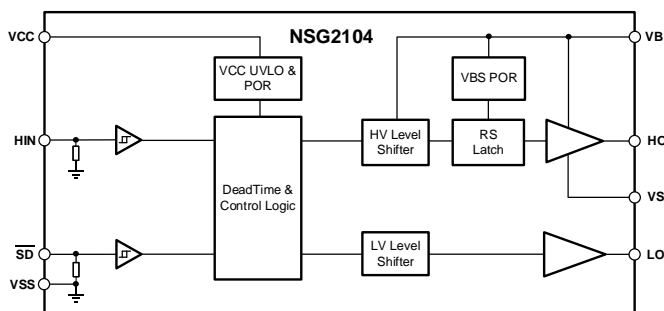 NSG2104
VCC
VB
VCC UVLO &
POR
VBS POR
HIN
HV Level
Shifter
RS
Latch
HO
DeadTime &
Control Logic
VS
SD
LV Level
Shifter
LO
VSS